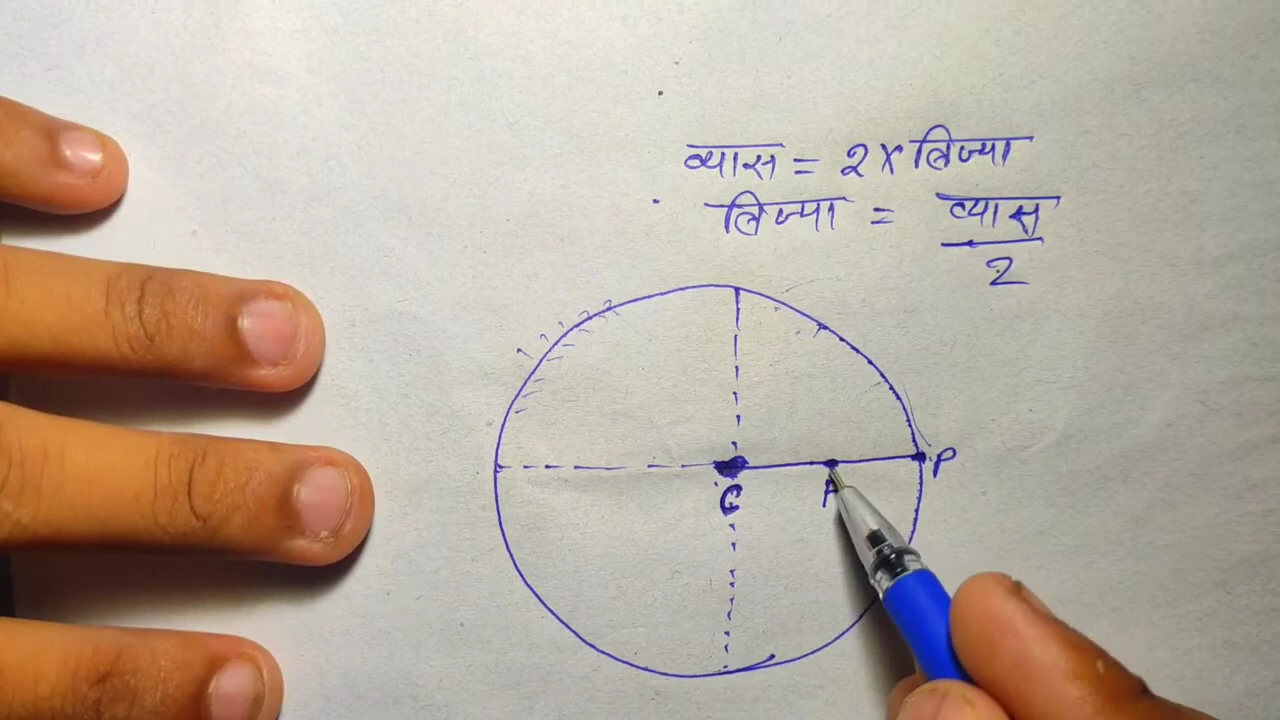 व्यास = 2 × त्रिज्या
त्रिज्या = व्यास
2
P
C
A